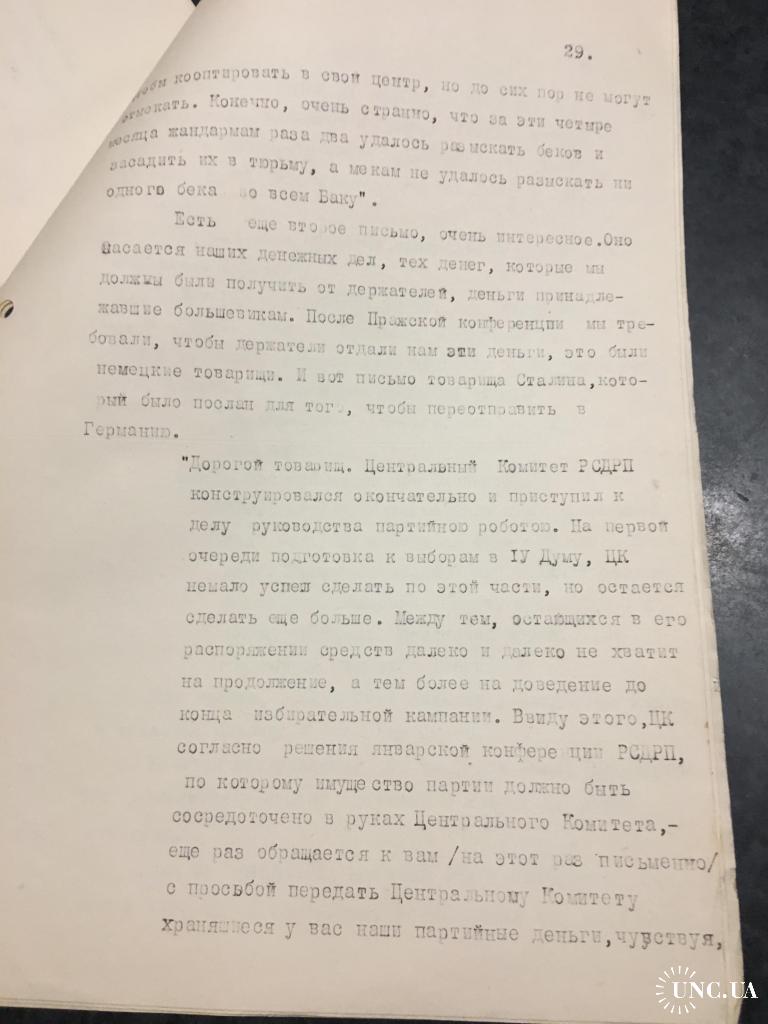 29.
кооптировать в свой центр, но до сих пор не могут
отыскать. Конечно, очень странно, что за эти четыре
месяца жандармам раза два удалось разыскать беков и
засадить их в тюрьму, а мекам не удалось разыскать ни
одного бека во всем Баку".
Есть еще второе письмо, очень интересное.Оно
касается наших денежных дел, тех денег, которые мы
должны были получить от держателей, деньги принадле-
жавшие большевикам. После Пражской конференции мы тре-
бовали, чтобы держатели отдали нам эти деньги, это были
немецкие товарищи. И вот письмо товарища Сталина,кото-
рый было послан для того, чтобы переотправить в
Германию.
"Дорогой товарищ. Центральный Комитет РСДРП
конструировался окончательно и приступил к
делу руководства партийною роботою. На первой
очереди подготовка к выборам в IУ Думу, ЦК
немало успел сделать по этой части, но остается
сделать еще больше. Между тем, остающихся в его
распоряжении средств далеко и далеко не хватит
на продолжение, а тем более на доведение до
конца избирательной кампании. Ввиду этого,ЦК
согласно решения январской конференции РСДРП,
по которому имущество партии должно быть
сосредоточено в руках Центрального Комитета,-
еще раз обращается к вам /на этот раз письменно/
с просьбой передать Центральному Комитету
хранящиеся у вас наши партийные деньги,чувствуя,
UNC.UA